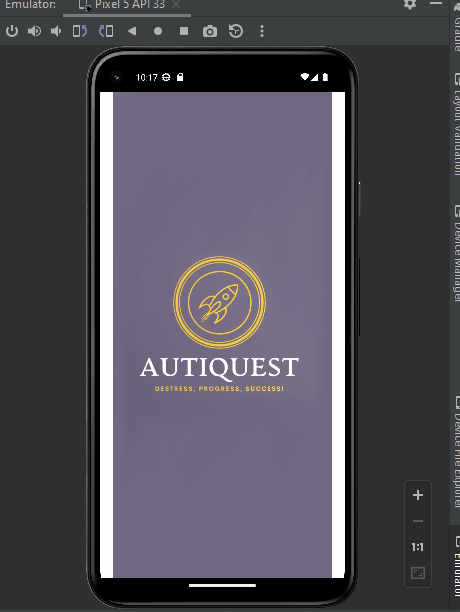 Emulator:
Pixel 5 API 33
10:17
AUTIQUEST
DESTRESS, PROGRESS, SUCCESS!
1:1
Gradle
Layout Validation
Device Manager
Device File Explorer
Emulator